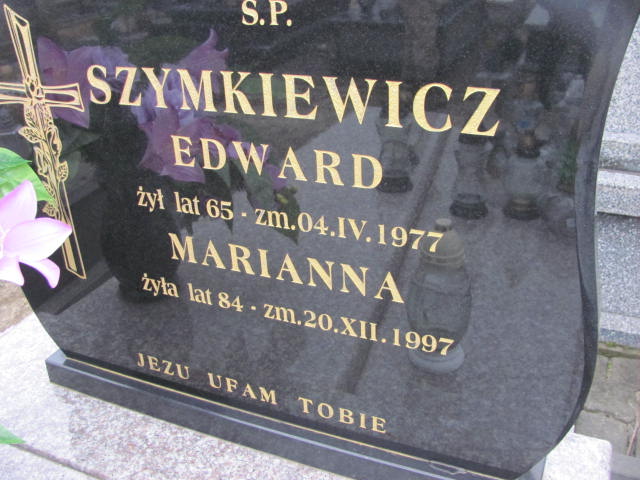 Ś.P.
SZYMKIEWICZ
EDWARD
żył lat 65 - zm.04.IV.1977
MARIANNA
żyła lat 84 - zm.20.XII.1997
JEZU UFAM TOBIE